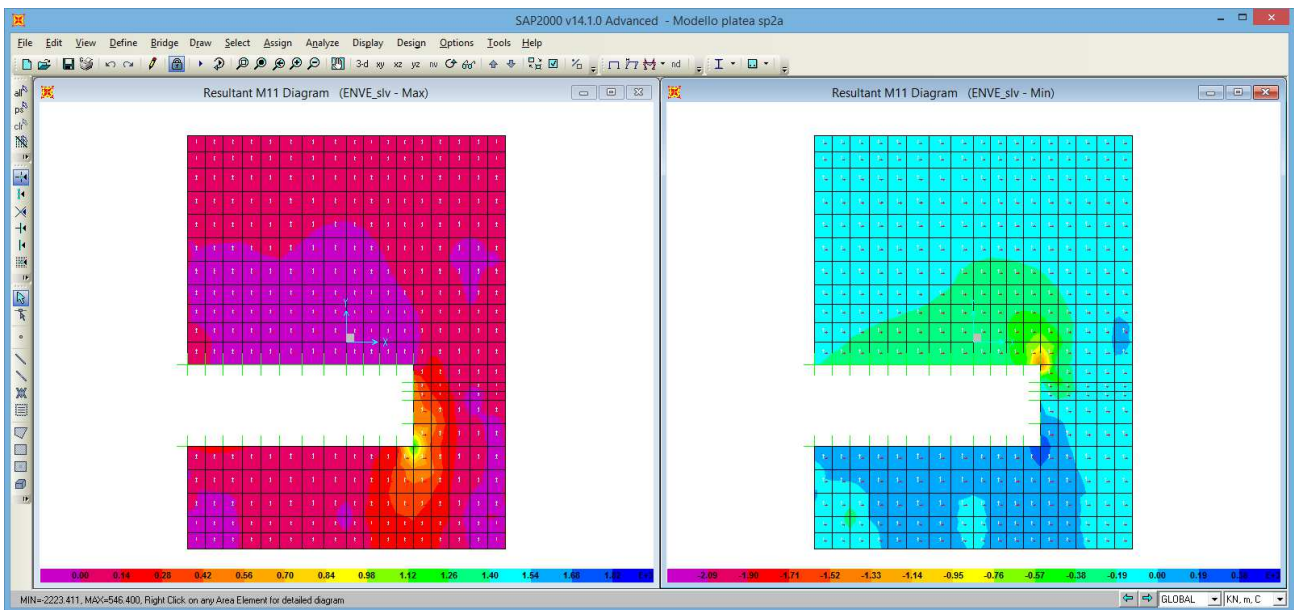 SAP2000 v14.1.0 Advanced - Modello platea sp2a
File Edit View Define Bridge Draw Select Assign Analyze Display Design Options Tools Help
3-d xy xz yz nv nd
all
ps
clr
Resultant M11 Diagram (ENVE_slv - Max)
Resultant M11 Diagram (ENVE_slv - Min)
Y
X
0.00 0.14 0.28 0.42 0.56 0.70 0.84 0.98 1.12 1.26 1.40 1.54 1.68
-2.09 -1.90 -1.71 -1.52 -1.33 -1.14 -0.95 -0.76 -0.57 -0.38 -0.19 0.00 0.19
MIN=-2223.411, MAX=546.400, Right Click on any Area Element for detailed diagram
GLOBAL
KN, m, C